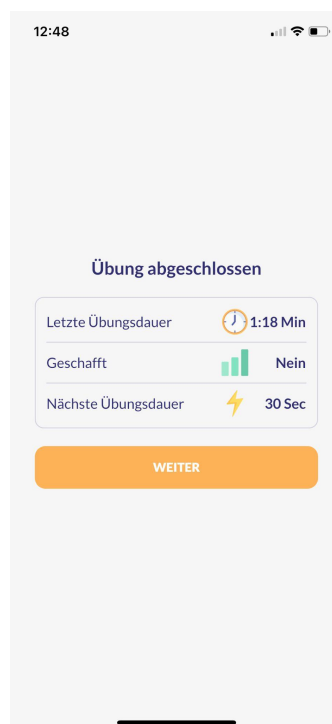 12:48
Übung abgeschlossen
Letzte Übungsdauer 1:18 Min
Geschafft Nein
Nächste Übungsdauer 30 Sec
WEITER